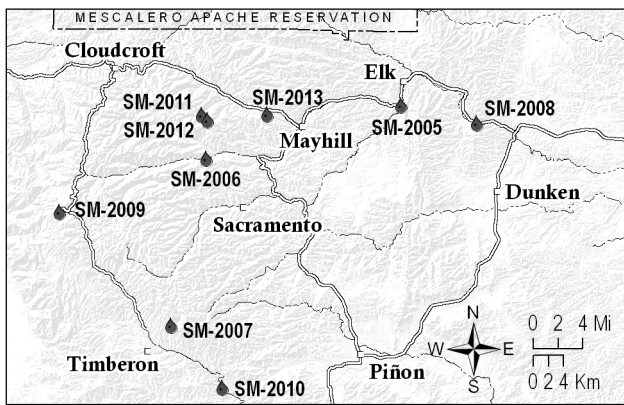 MESCALERO APACHE RESERVATION
Cloudcroft
Elk
SM-2011
SM-2013
SM-2012
SM-2005
SM-2008
Mayhill
SM-2006
Dunken
SM-2009
Sacramento
SM-2007
N
0 2 4 Mi
W E
Timberon
Piñon
S
0 2 4 Km
SM-2010